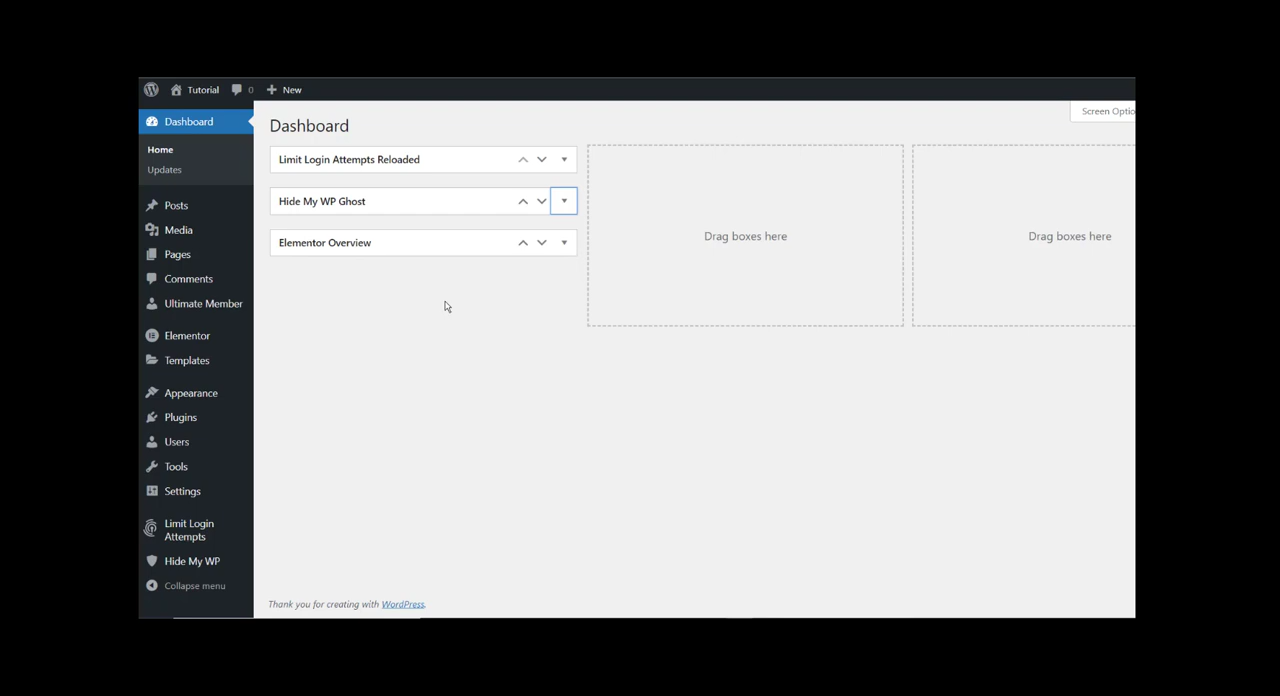 Tutorial
0
New
Dashboard
Home
Updates
Posts
Media
Pages
Comments
Ultimate Member
Elementor
Templates
Appearance
Plugins
Users
Tools
Settings
Limit Login
Attempts
Hide My WP
Collapse menu
Screen Optio
Dashboard
Limit Login Attempts Reloaded
Hide My WP Ghost
Elementor Overview
Drag boxes here
Drag boxes here
Thank you for creating with WordPress.